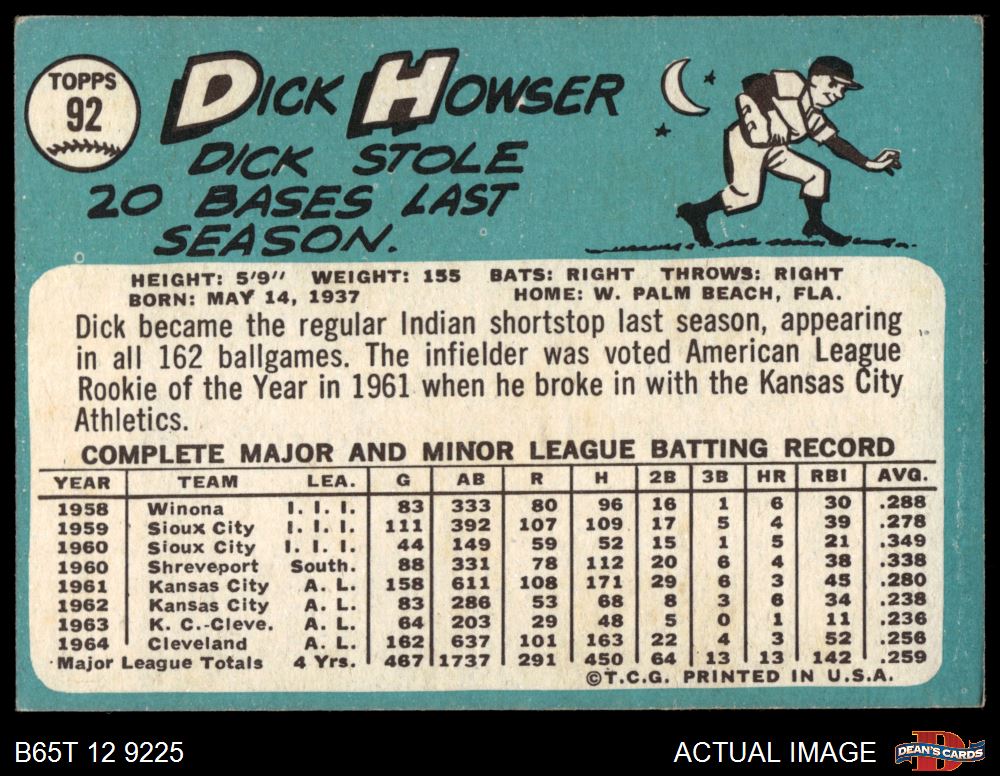 TOPPS
92
DICK HOWSER
DICK STOLE
20 BASES LAST
SEASON.
HEIGHT: 5'9" WEIGHT: 155 BATS: RIGHT THROWS: RIGHT
BORN: MAY 14, 1937 HOME: W. PALM BEACH, FLA.
Dick became the regular Indian shortstop last season, appearing
in all 162 ballgames. The infielder was voted American League
Rookie of the Year in 1961 when he broke in with the Kansas City
Athletics.
COMPLETE MAJOR AND MINOR LEAGUE BATTING RECORD
YEAR TEAM LEA. G AB R H 2B 3B HR RBI AVG.
1958 Winona I. I. I. 83 333 80 96 16 1 6 30 .288
1959 Sioux City I. I. I. 111 392 107 109 17 5 4 39 .278
1960 Sioux City I. I. I. 44 149 59 52 15 1 5 21 .349
1960 Shreveport South. 88 331 78 112 20 6 4 38 .338
1961 Kansas City A. L. 158 611 108 171 29 6 3 45 .280
1962 Kansas City A. L. 83 286 53 68 8 3 6 34 .238
1963 K. C.-Cleve. A. L. 64 203 29 48 5 0 1 11 .236
1964 Cleveland A. L. 162 637 101 163 22 4 3 52 .256
Major League Totals 4 Yrs. 467 1737 291 450 64 13 13 142 .259
©T.C.G. PRINTED IN U.S.A.
B65T 12 9225 ACTUAL IMAGE DEAN'S CARDS